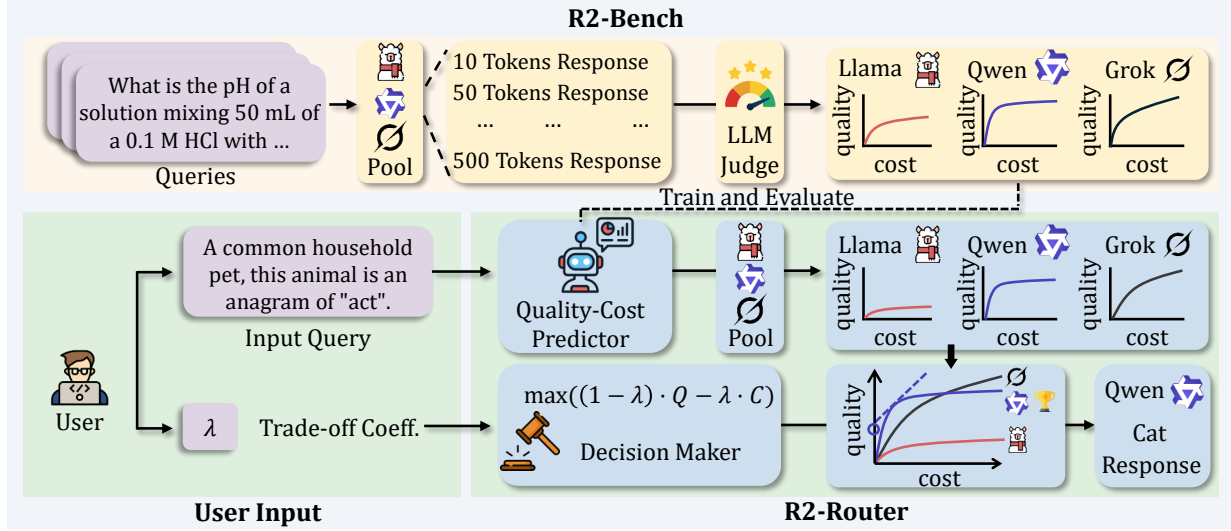 R2-Bench
What is the pH of a
solution mixing 50 mL of
a 0.1 M HCl with ...
Queries
Pool
10 Tokens Response
50 Tokens Response
... ... ...
500 Tokens Response
LLM
Judge
Llama
quality
cost
Qwen
quality
cost
Grok
quality
cost
Train and Evaluate
User
A common household
pet, this animal is an
anagram of "act".
Input Query
λ
Trade-off Coeff.
User Input
Quality-Cost
Predictor
Pool
Llama
quality
cost
Qwen
quality
cost
Grok
quality
cost
max((1 − λ) · Q − λ · C)
Decision Maker
quality
cost
Qwen
Cat
Response
R2-Router